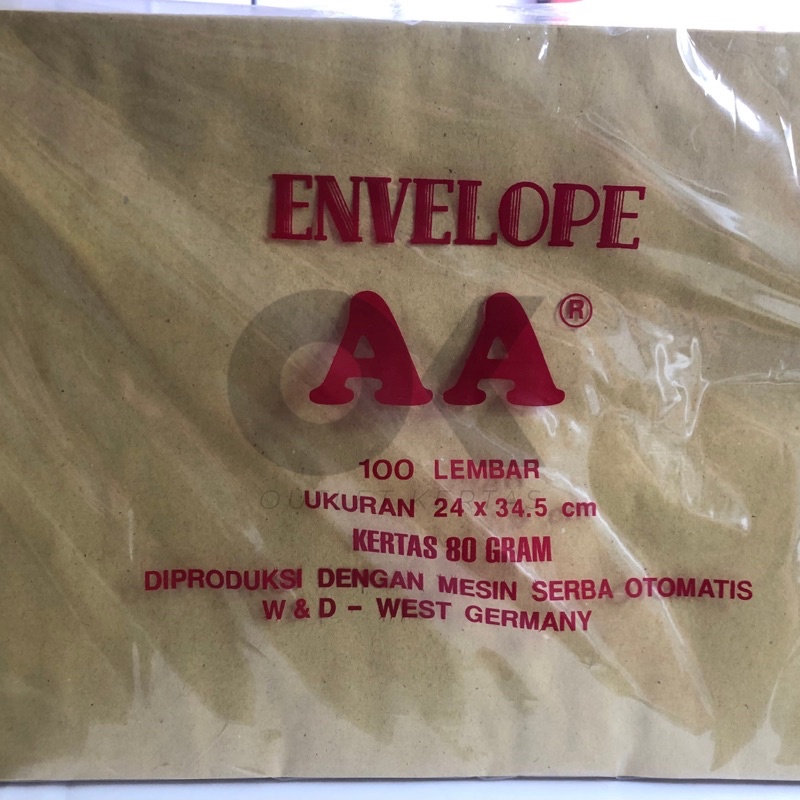 ENVELOPE
AA®
100 LEMBAR
UKURAN 24 x 34.5 cm
KERTAS 80 GRAM
DIPRODUKSI DENGAN MESIN SERBA OTOMATIS
W & D - WEST GERMANY
OK